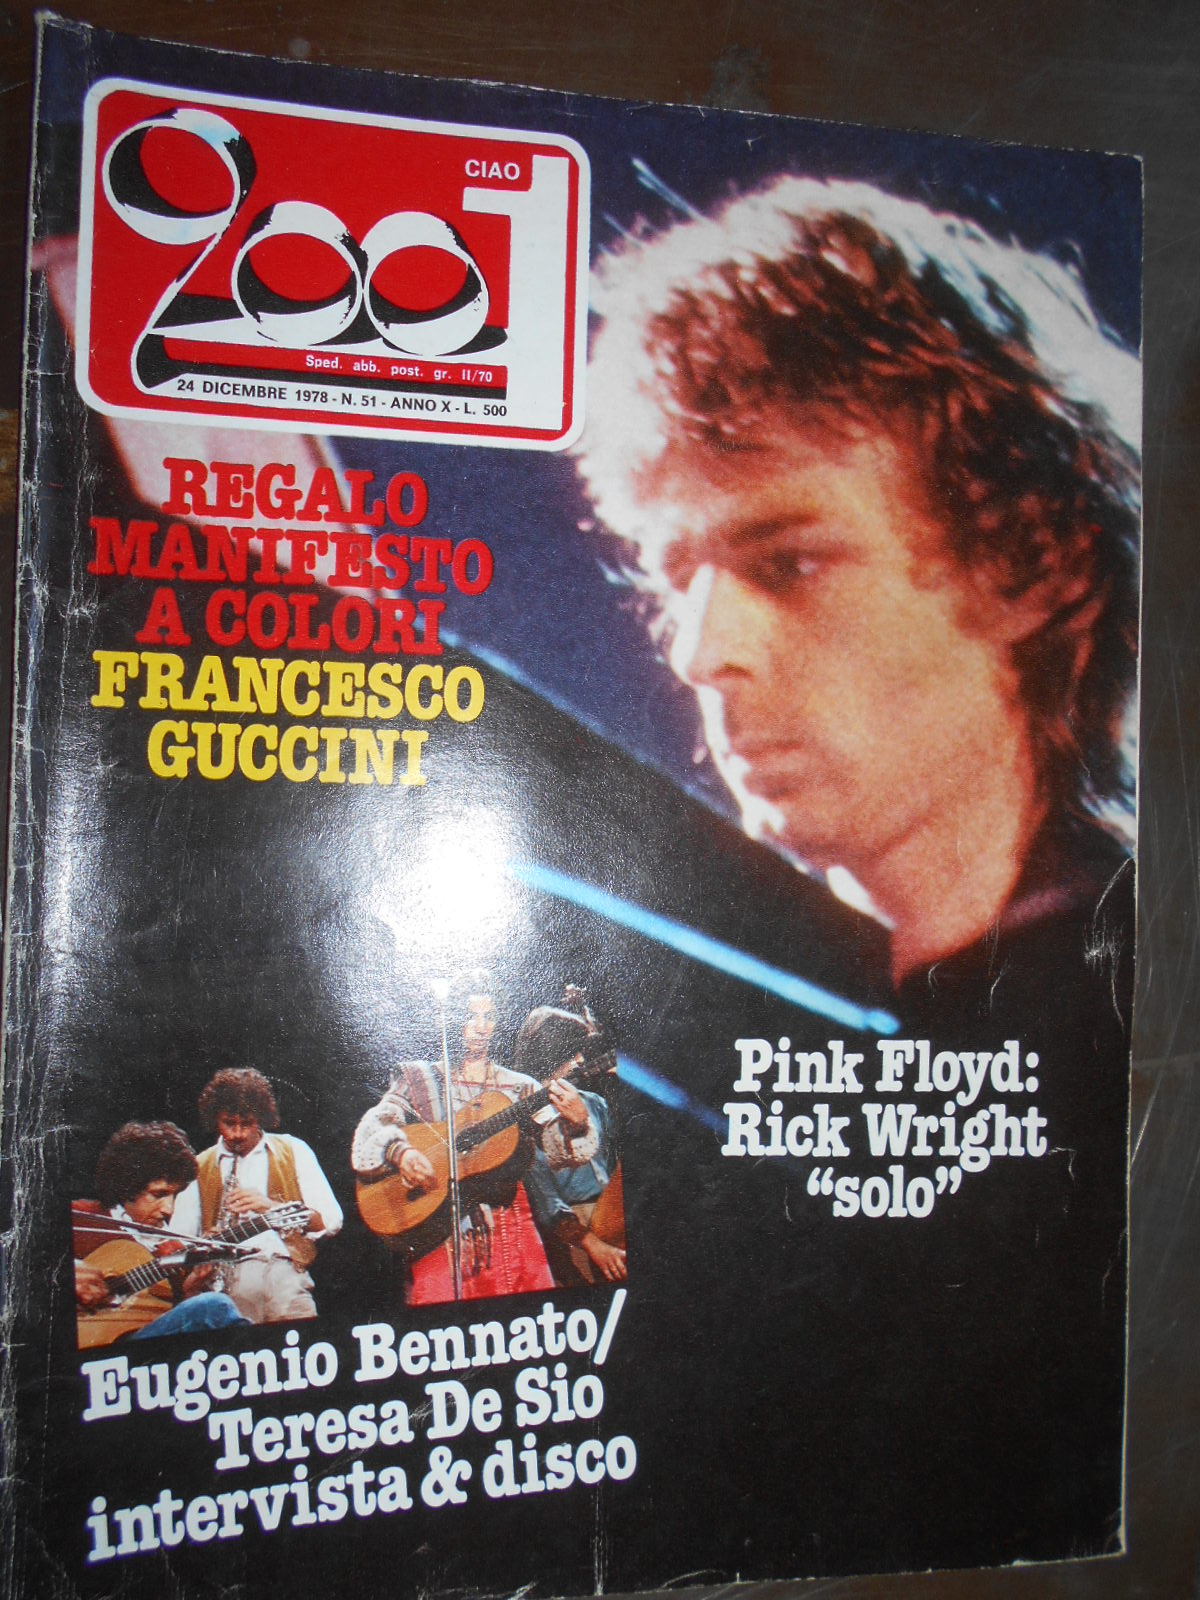 CIAO
2001
Sped. abb. post. gr. II/70
24 DICEMBRE 1978 - N. 51 - ANNO X - L. 500
REGALO
MANIFESTO
A COLORI
FRANCESCO
GUCCINI
Pink Floyd:
Rick Wright
“solo”
Eugenio Bennato/
Teresa De Sio
intervista & disco